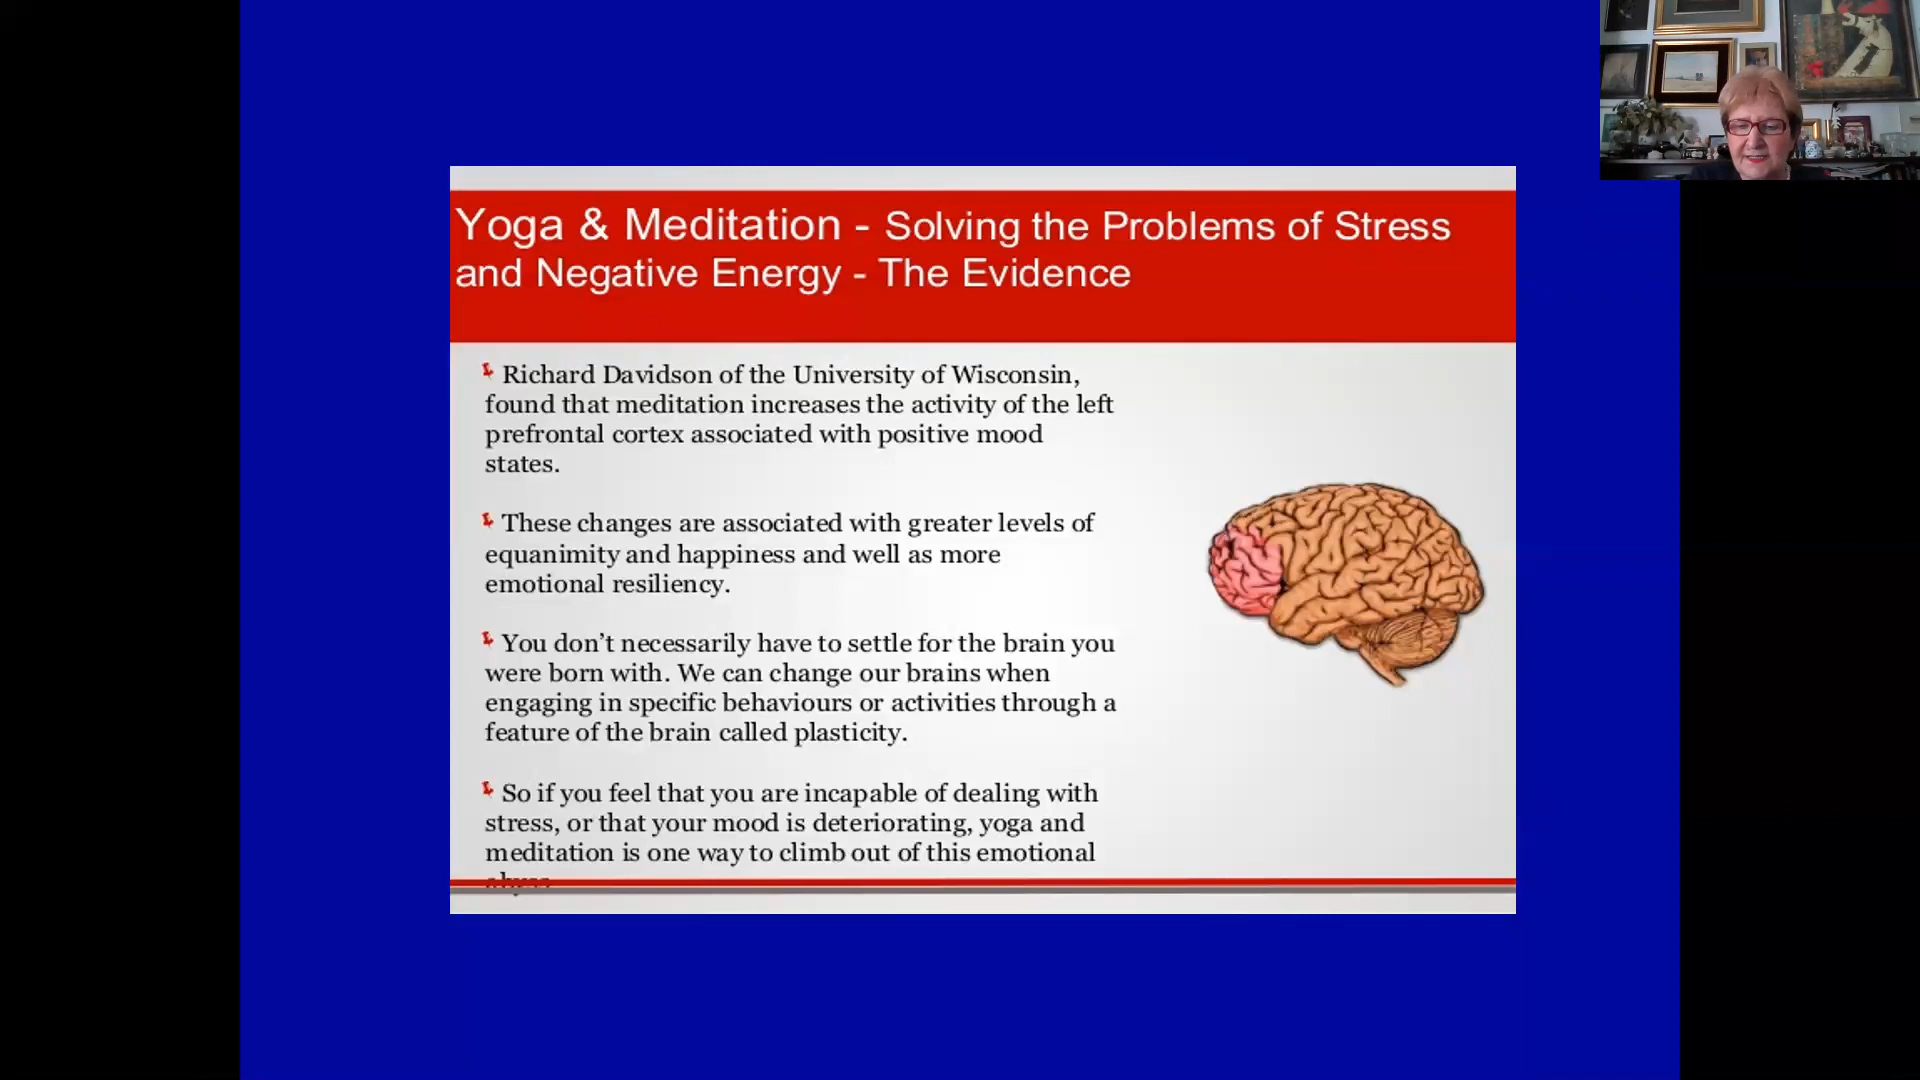 Yoga & Meditation - Solving the Problems of Stress
and Negative Energy - The Evidence
Richard Davidson of the University of Wisconsin,
found that meditation increases the activity of the left
prefrontal cortex associated with positive mood
states.
These changes are associated with greater levels of
equanimity and happiness and well as more
emotional resiliency.
You don’t necessarily have to settle for the brain you
were born with. We can change our brains when
engaging in specific behaviours or activities through a
feature of the brain called plasticity.
So if you feel that you are incapable of dealing with
stress, or that your mood is deteriorating, yoga and
meditation is one way to climb out of this emotional